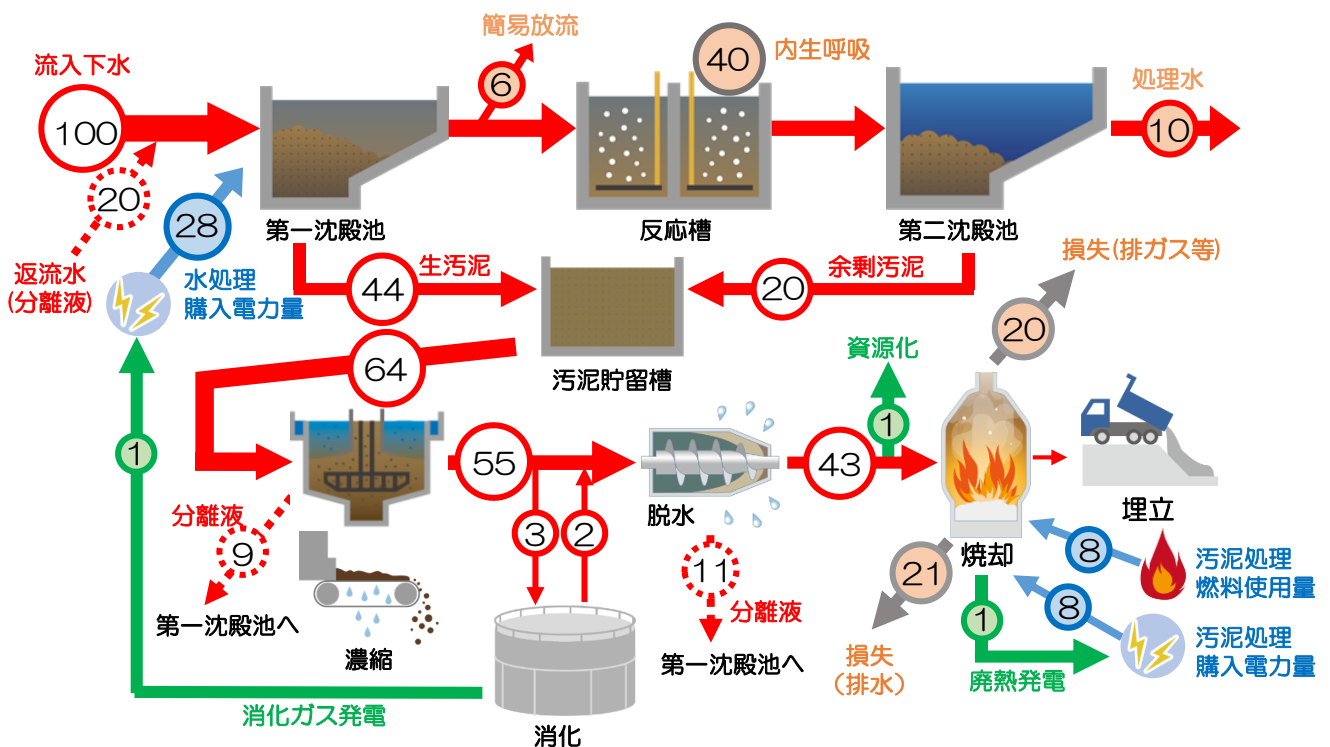 簡易放流
流入下水
100
6
40
内生呼吸
処理水
10
20
28
返流水
(分離液)
水処理
購入電力量
第一沈殿池
反応槽
第二沈殿池
生汚泥
44
余剰汚泥
20
損失(排ガス等)
20
64
汚泥貯留槽
資源化
1
1
55
43
分離液
9
第一沈殿池へ
濃縮
3
2
脱水
11
分離液
第一沈殿池へ
焼却
埋立
21
損失
(排水)
8
汚泥処理
燃料使用量
8
1
汚泥処理
購入電力量
廃熱発電
消化ガス発電
消化